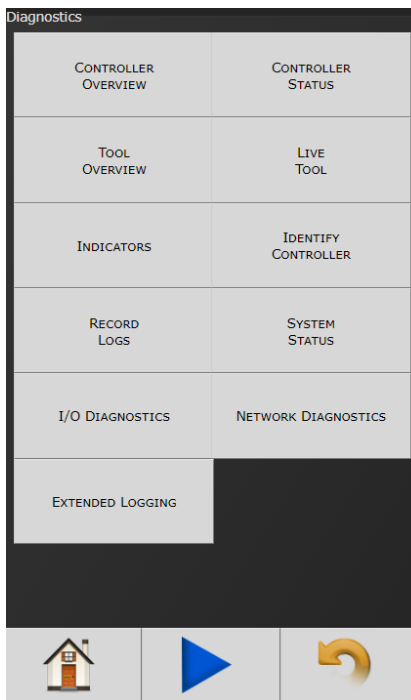 Diagnostics
Controller
Overview
Controller
Status
Tool
Overview
Live
Tool
Indicators
Identify
Controller
Record
Logs
System
Status
I/O Diagnostics
Network Diagnostics
Extended Logging